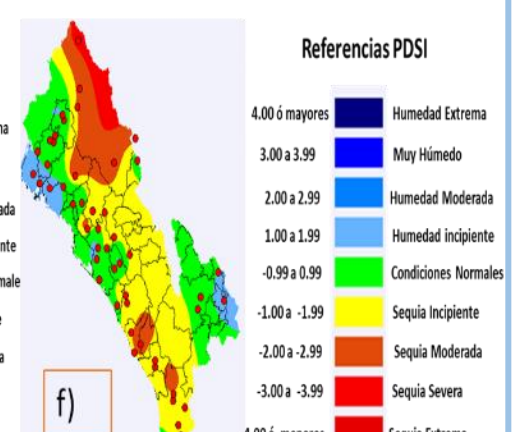 Referencias PDSI
4.00 ó mayores Humedad Extrema
3.00 a 3.99 Muy Húmedo
2.00 a 2.99 Humedad Moderada
1.00 a 1.99 Humedad incipiente
-0.99 a 0.99 Condiciones Normales
-1.00 a -1.99 Sequia Incipiente
-2.00 a -2.99 Sequia Moderada
-3.00 a -3.99 Sequia Severa
f)